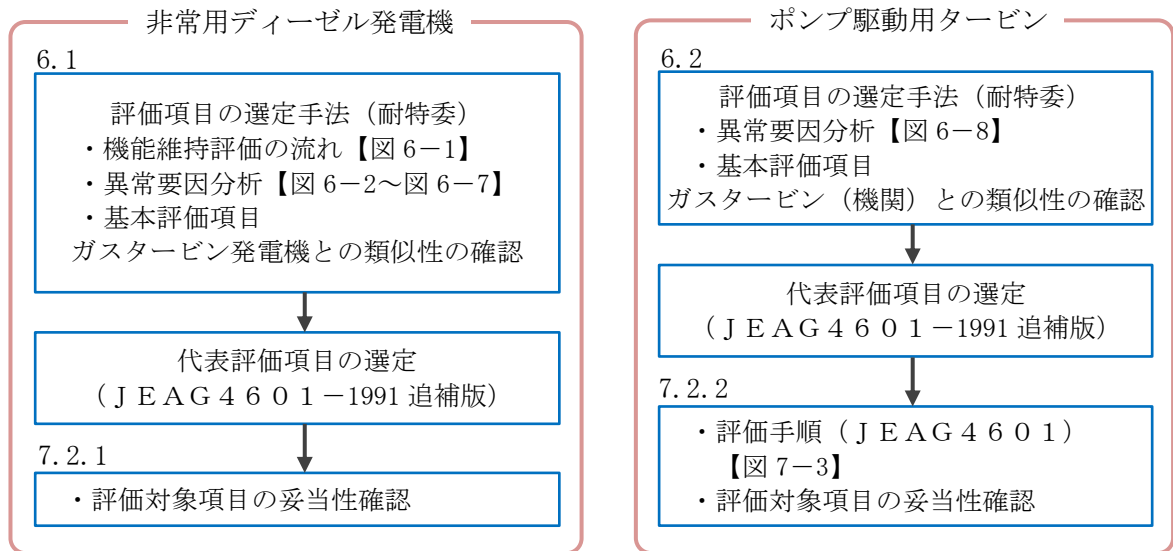 非常用ディーゼル発電機
6.1
評価項目の選定手法（耐特委）
・機能維持評価の流れ【図 6－1】
・異常要因分析【図 6－2～図 6－7】
・基本評価項目
ガスタービン発電機との類似性の確認
代表評価項目の選定
（ＪＥＡＧ４６０１－1991 追補版）
7.2.1
・評価対象項目の妥当性確認
ポンプ駆動用タービン
6.2
評価項目の選定手法（耐特委）
・異常要因分析【図 6－8】
・基本評価項目
ガスタービン（機関）との類似性の確認
代表評価項目の選定
（ＪＥＡＧ４６０１－1991 追補版）
7.2.2
・評価手順（ＪＥＡＧ４６０１）
【図 7－3】
・評価対象項目の妥当性確認